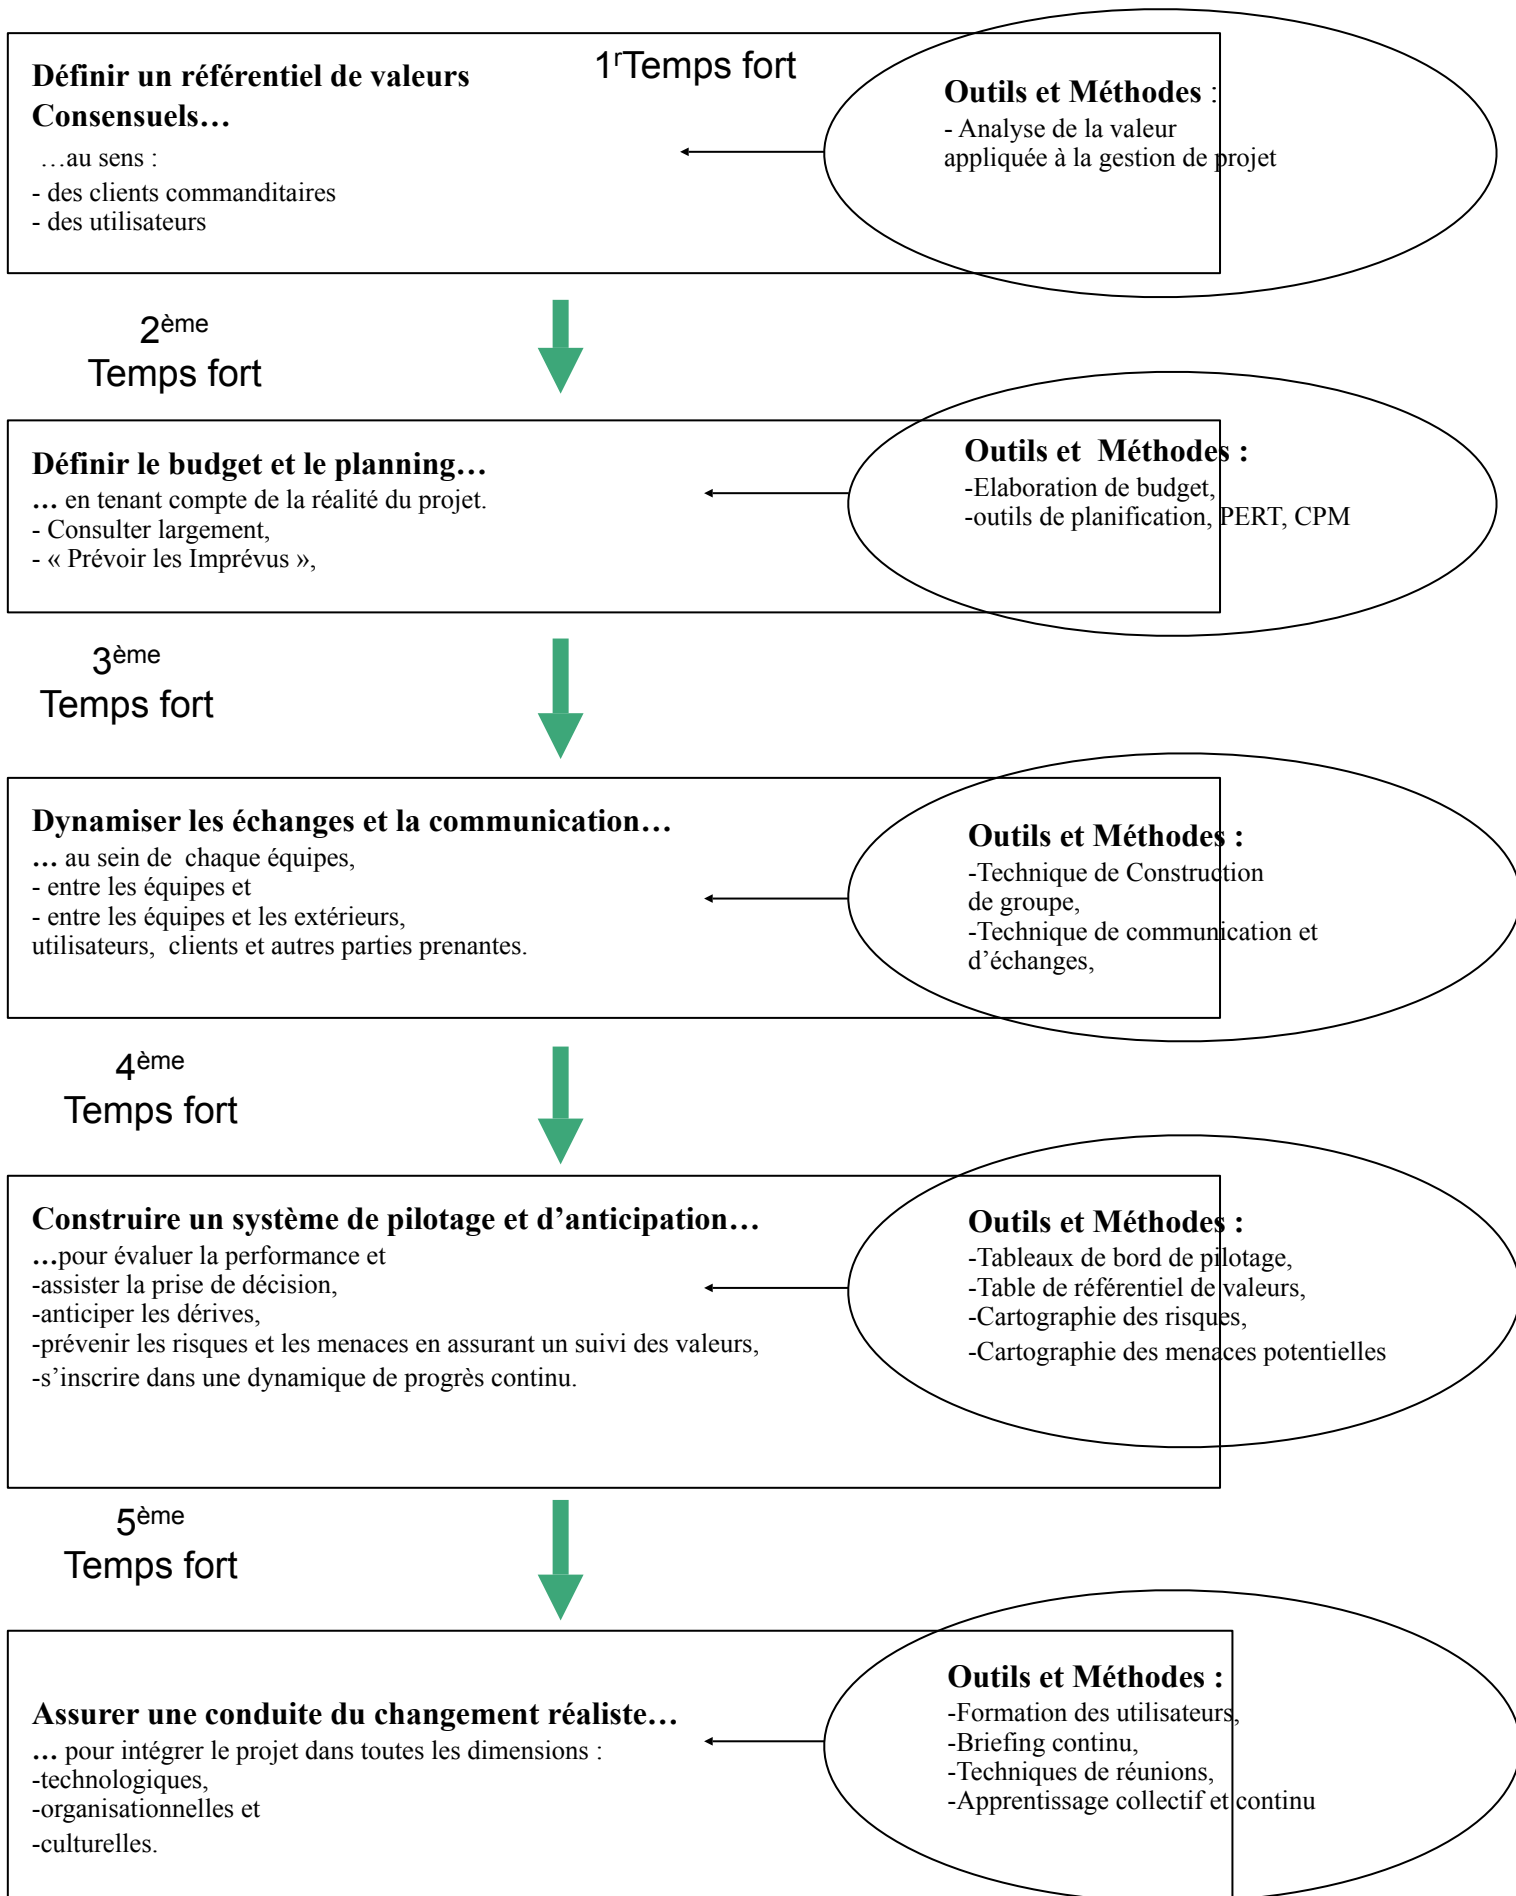 1rTemps fort
Définir un référentiel de valeurs
Consensuels…
…au sens :
- des clients commanditaires
- des utilisateurs
Outils et Méthodes :
- Analyse de la valeur
appliquée à la gestion de projet
2ème
Temps fort
Définir le budget et le planning…
… en tenant compte de la réalité du projet.
- Consulter largement,
- « Prévoir les Imprévus »,
Outils et  Méthodes :
-Elaboration de budget,
-outils de planification, PERT, CPM
3ème
Temps fort
Dynamiser les échanges et la communication…
… au sein de  chaque équipes,
- entre les équipes et
- entre les équipes et les extérieurs,
utilisateurs,  clients et autres parties prenantes.
Outils et Méthodes :
-Technique de Construction
de groupe,
-Technique de communication et
d’échanges,
4ème
Temps fort
Construire un système de pilotage et d’anticipation…
…pour évaluer la performance et
-assister la prise de décision,
-anticiper les dérives,
-prévenir les risques et les menaces en assurant un suivi des valeurs,
-s’inscrire dans une dynamique de progrès continu.
Outils et Méthodes :
-Tableaux de bord de pilotage,
-Table de référentiel de valeurs,
-Cartographie des risques,
-Cartographie des menaces potentielles
5ème
Temps fort
Assurer une conduite du changement réaliste…
… pour intégrer le projet dans toutes les dimensions :
-technologiques,
-organisationnelles et
-culturelles.
Outils et Méthodes :
-Formation des utilisateurs,
-Briefing continu,
-Techniques de réunions,
-Apprentissage collectif et continu